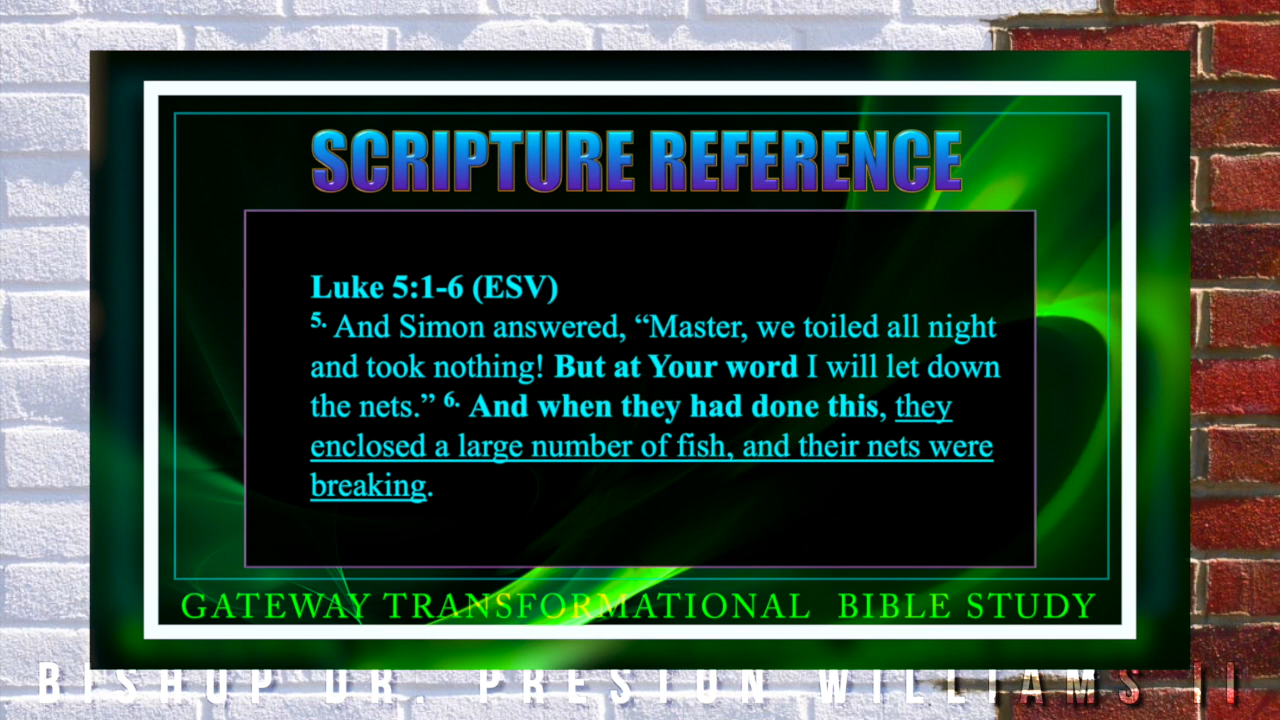 SCRIPTURE REFERENCE
Luke 5:1-6 (ESV)
5. And Simon answered, “Master, we toiled all night
and took nothing! But at Your word I will let down
the nets.” 6. And when they had done this, they
enclosed a large number of fish, and their nets were
breaking.
GATEWAY TRANSFORMATIONAL BIBLE STUDY
BISHOP DR. PRESTON WILLIAMS II